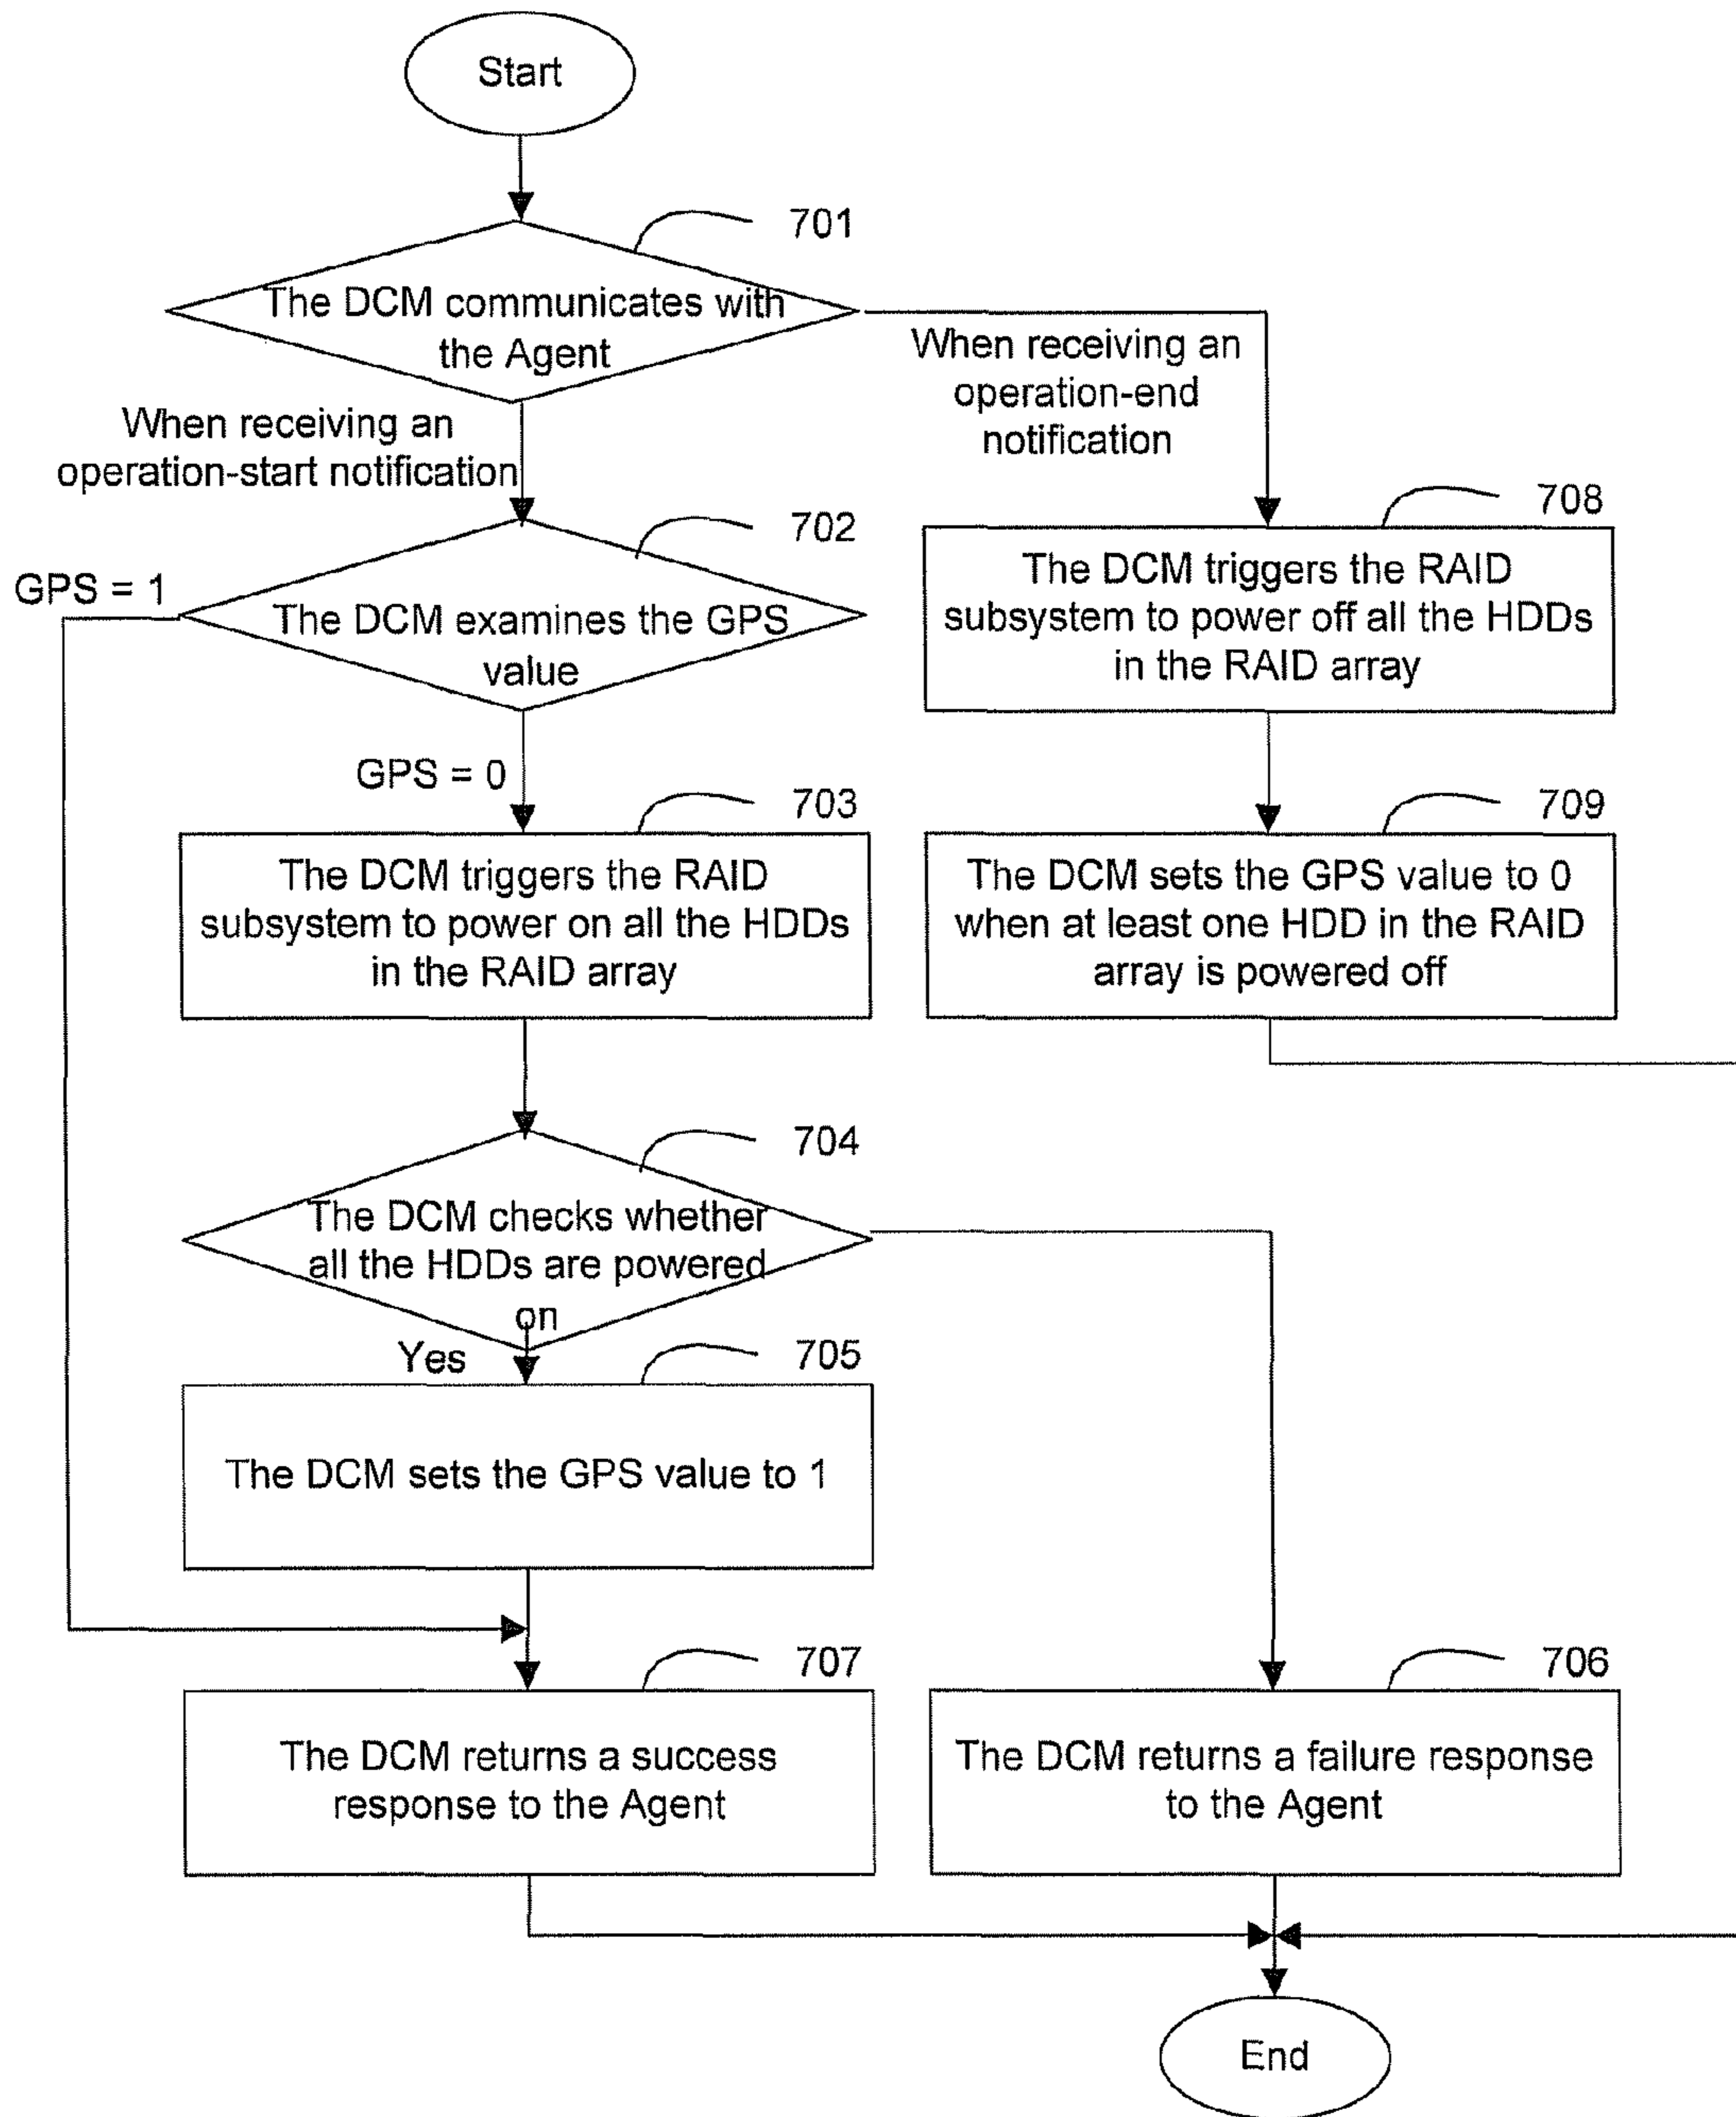 Start
701
The DCM communicates with
the Agent
When receiving an
operation-end
notification
When receiving an
operation-start notification
702
The DCM examines the GPS
value
GPS = 1
GPS = 0
708
The DCM triggers the RAID
subsystem to power off all the HDDs
in the RAID array
703
The DCM triggers the RAID
subsystem to power on all the HDDs
in the RAID array
709
The DCM sets the GPS value to 0
when at least one HDD in the RAID
array is powered off
704
The DCM checks whether
all the HDDs are powered
on
Yes
705
The DCM sets the GPS value to 1
707
The DCM returns a success
response to the Agent
706
The DCM returns a failure response
to the Agent
End